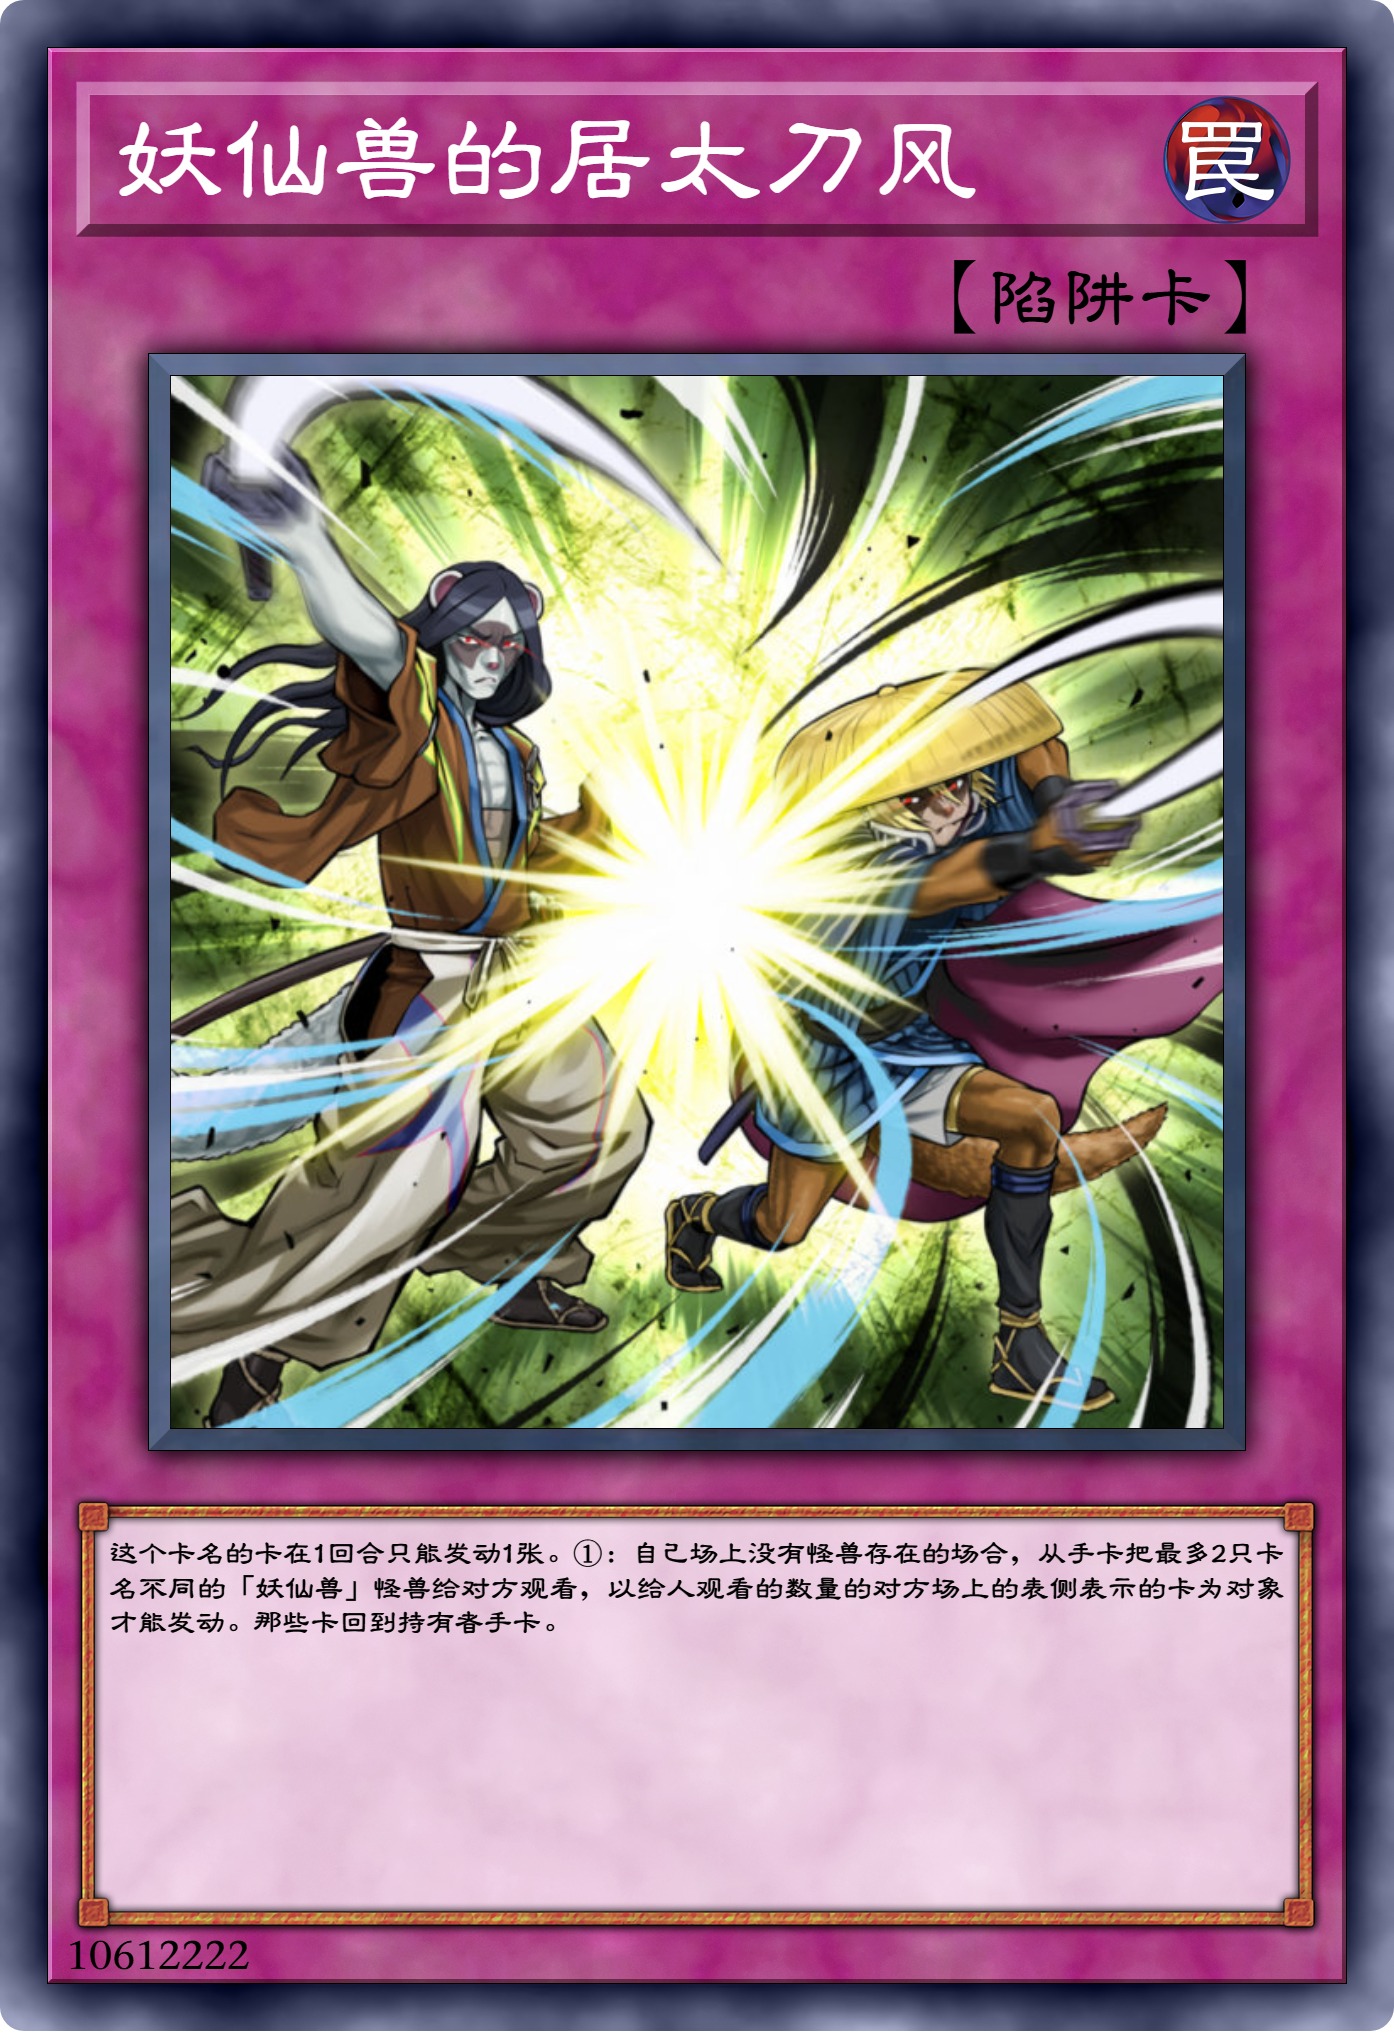 妖仙兽的居太刀风
罠
【陷阱卡】
这个卡名的卡在1回合只能发动1张。①：自己场上没有怪兽存在的场合，从手卡把最多2只卡
名不同的「妖仙兽」怪兽给对方观看，以给人观看的数量的对方场上的表侧表示的卡为对象
才能发动。那些卡回到持有者手卡。
10612222